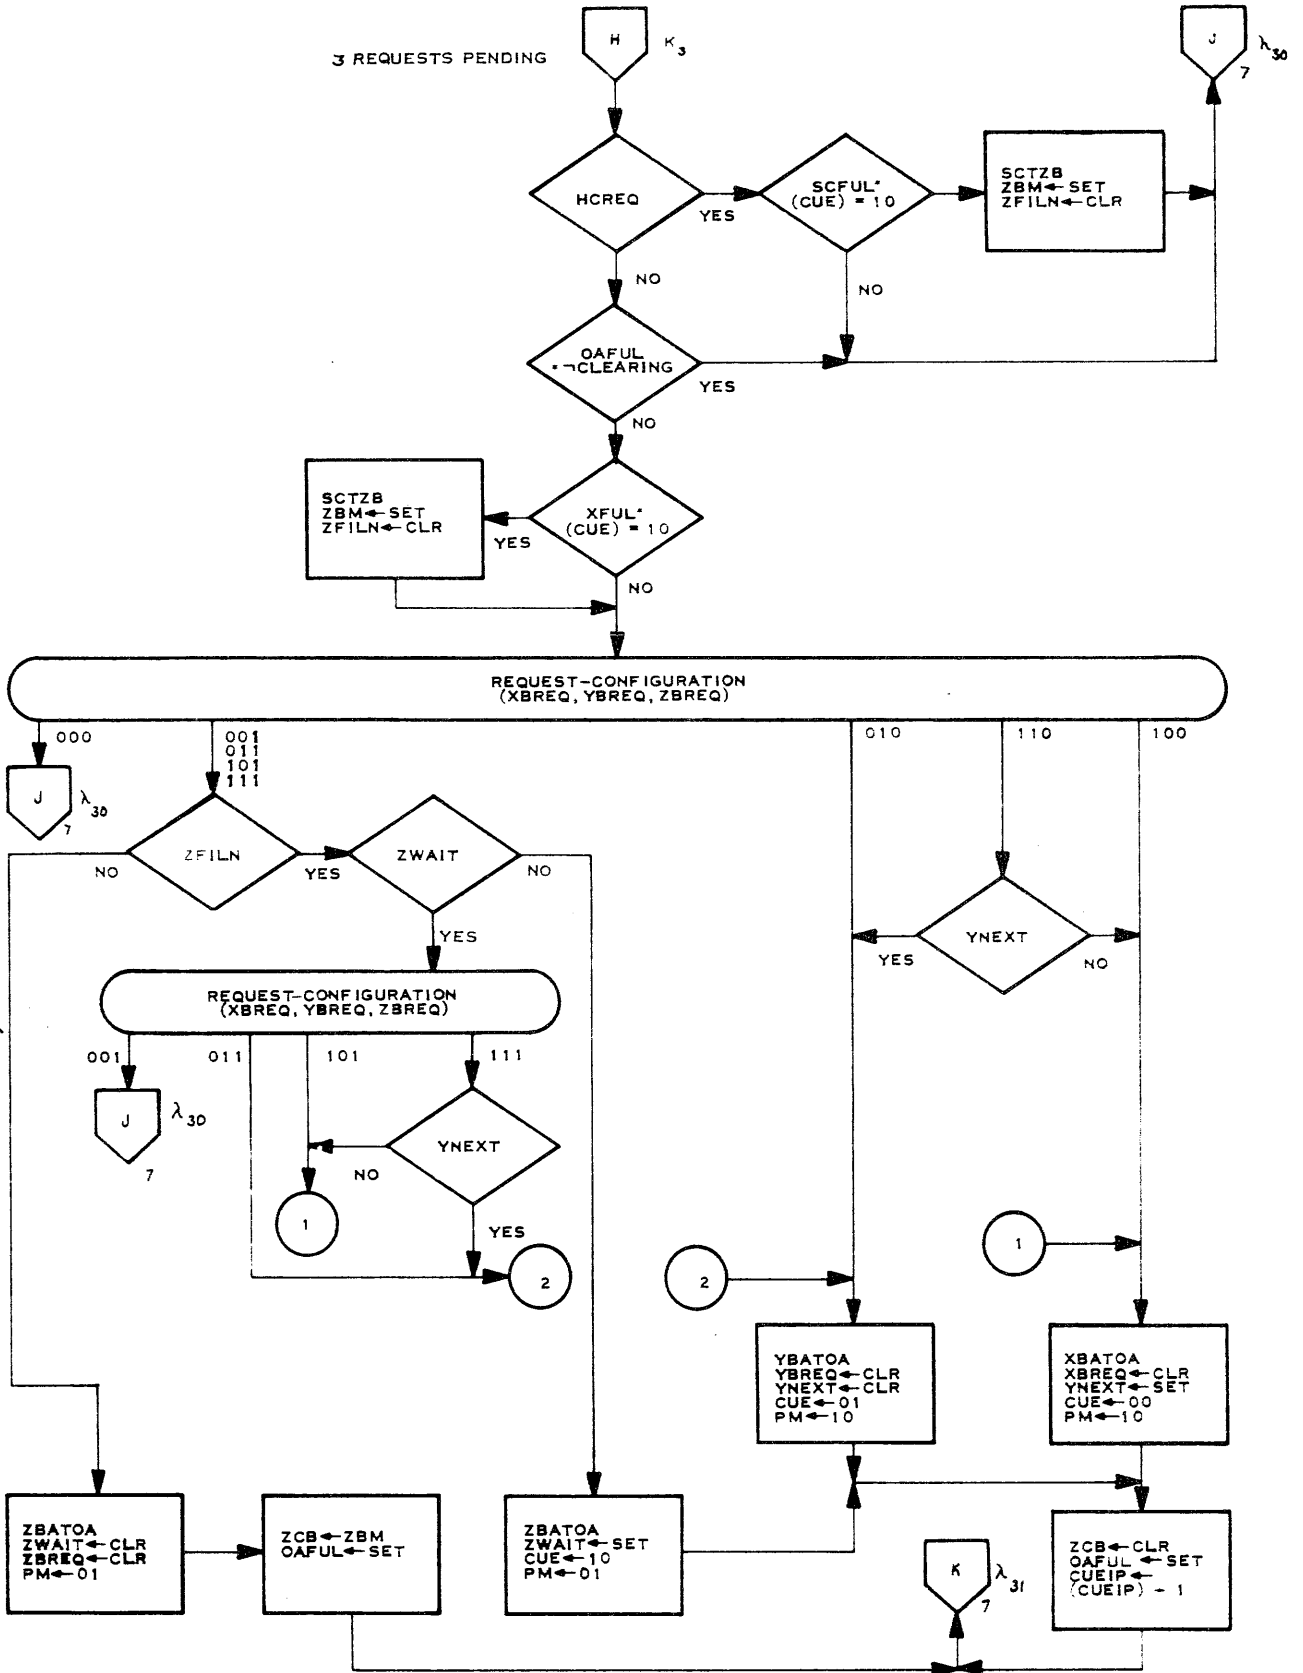 H
K3
3 REQUESTS PENDING
J
λ30
7
HCREQ
YES
SCFUL*
(CUE) = 10
SCTZB
ZBM←SET
ZFILN←CLR
NO
NO
OAFUL
*¬CLEARING
YES
NO
SCTZB
ZBM←SET
ZFILN←CLR
YES
XFUL*
(CUE) = 10
NO
REQUEST-CONFIGURATION
(XBREQ, YBREQ, ZBREQ)
000
001
011
101
111
010
110
100
J
λ30
7
NO
ZFILN
YES
ZWAIT
NO
YES
YES
YNEXT
NO
REQUEST-CONFIGURATION
(XBREQ, YBREQ, ZBREQ)
001
011
101
111
J
λ30
7
NO
YNEXT
YES
1
2
2
1
YBATOA
YBREQ←CLR
YNEXT←CLR
CUE←01
PM←10
XBATOA
XBREQ←CLR
YNEXT←SET
CUE←00
PM←10
ZBATOA
ZWAIT←CLR
ZBREQ←CLR
PM←01
ZCB←ZBM
OAFUL←SET
ZBATOA
ZWAIT←SET
CUE←10
PM←01
K
λ31
7
ZCB←CLR
OAFUL ←SET
CUEIP←
(CUEIP) - 1